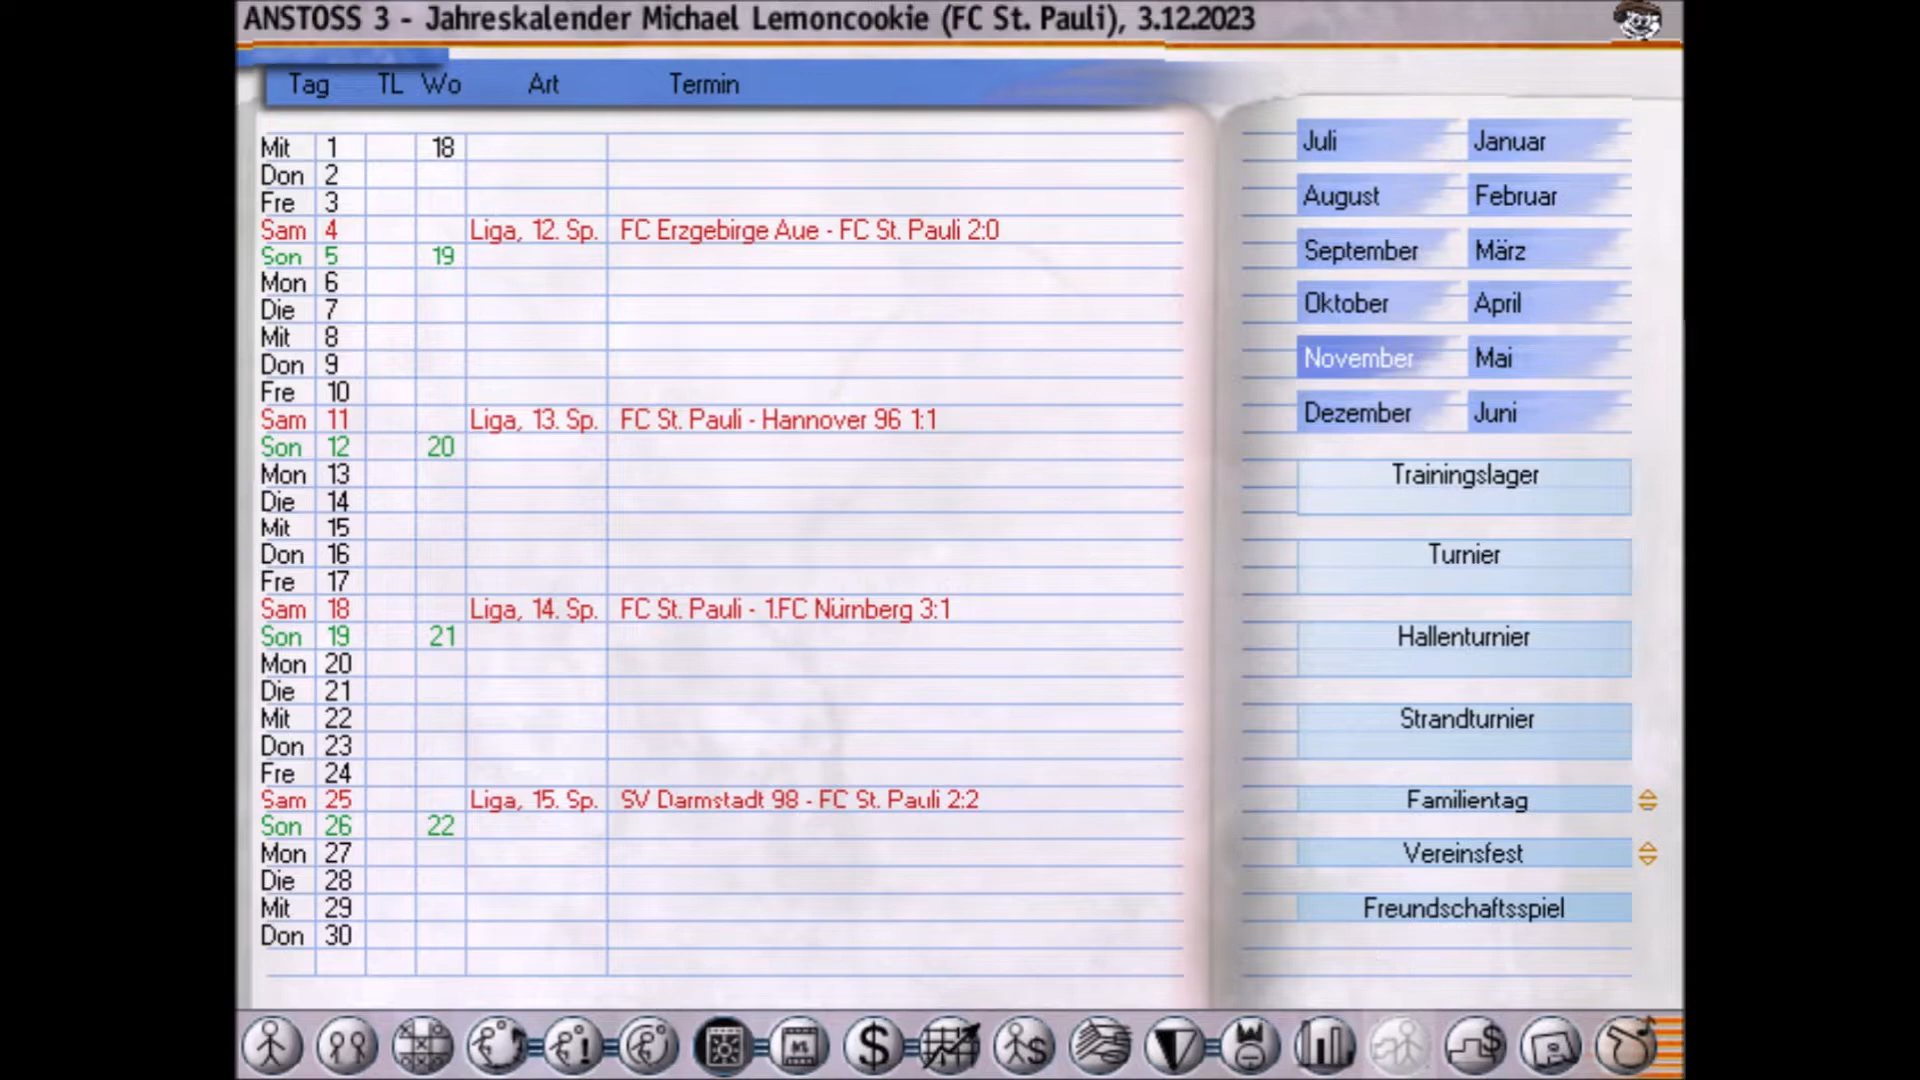 ANSTOSS 3 - Jahreskalender Michael Lemoncookie (FC St. Pauli), 3.12.2023
Tag TL Wo Art Termin
Mit 1 18
Don 2
Fre 3
Sam 4 Liga, 12. Sp. FC Erzgebirge Aue - FC St. Pauli 2:0
Son 5 19
Mon 6
Die 7
Mit 8
Don 9
Fre 10
Sam 11 Liga, 13. Sp. FC St. Pauli - Hannover 96 1:1
Son 12 20
Mon 13
Die 14
Mit 15
Don 16
Fre 17
Sam 18 Liga, 14. Sp. FC St. Pauli - 1.FC Nürnberg 3:1
Son 19 21
Mon 20
Die 21
Mit 22
Don 23
Fre 24
Sam 25 Liga, 15. Sp. SV Darmstadt 98 - FC St. Pauli 2:2
Son 26 22
Mon 27
Die 28
Mit 29
Don 30
Juli Januar
August Februar
September März
Oktober April
November Mai
Dezember Juni
Trainingslager
Turnier
Hallenturnier
Strandturnier
Familientag
Vereinsfest
Freundschaftsspiel